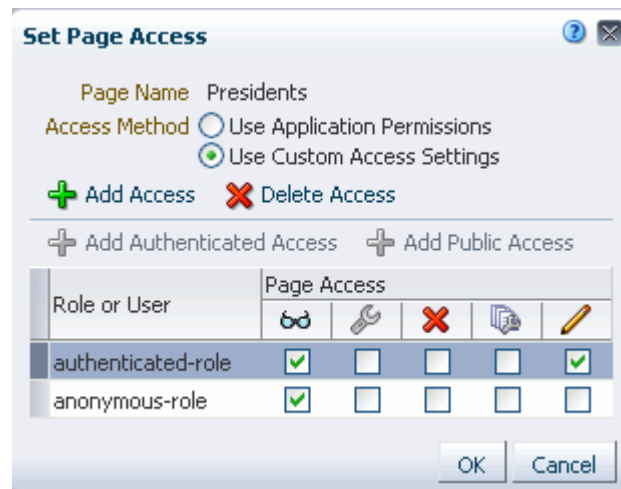 Set Page Access
Page Name Presidents
Access Method Use Application Permissions
Use Custom Access Settings
Add Access Delete Access
Add Authenticated Access Add Public Access
Role or User Page Access
authenticated-role
anonymous-role
OK Cancel